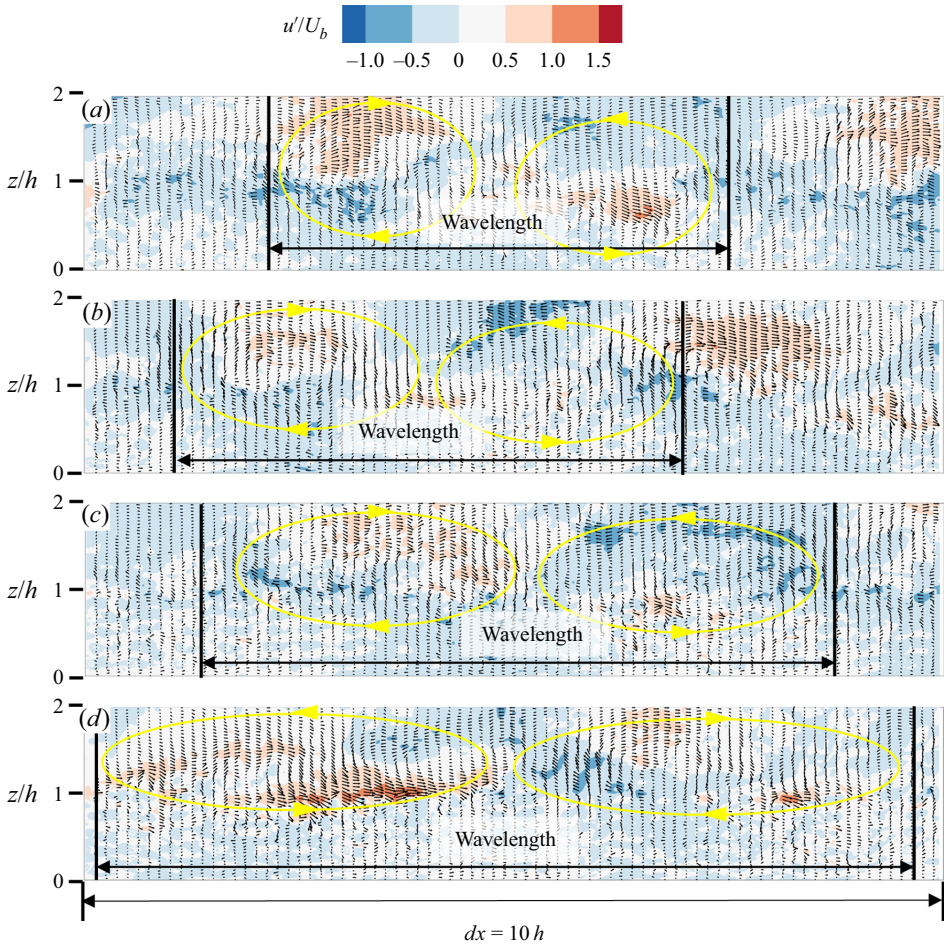 u′/U_b
–1.0 –0.5 0 0.5 1.0 1.5
(a)
2
z/h 1
0
Wavelength
(b)
2
z/h 1
0
Wavelength
(c)
2
z/h 1
0
Wavelength
(d)
2
z/h 1
0
Wavelength
dx = 10 h